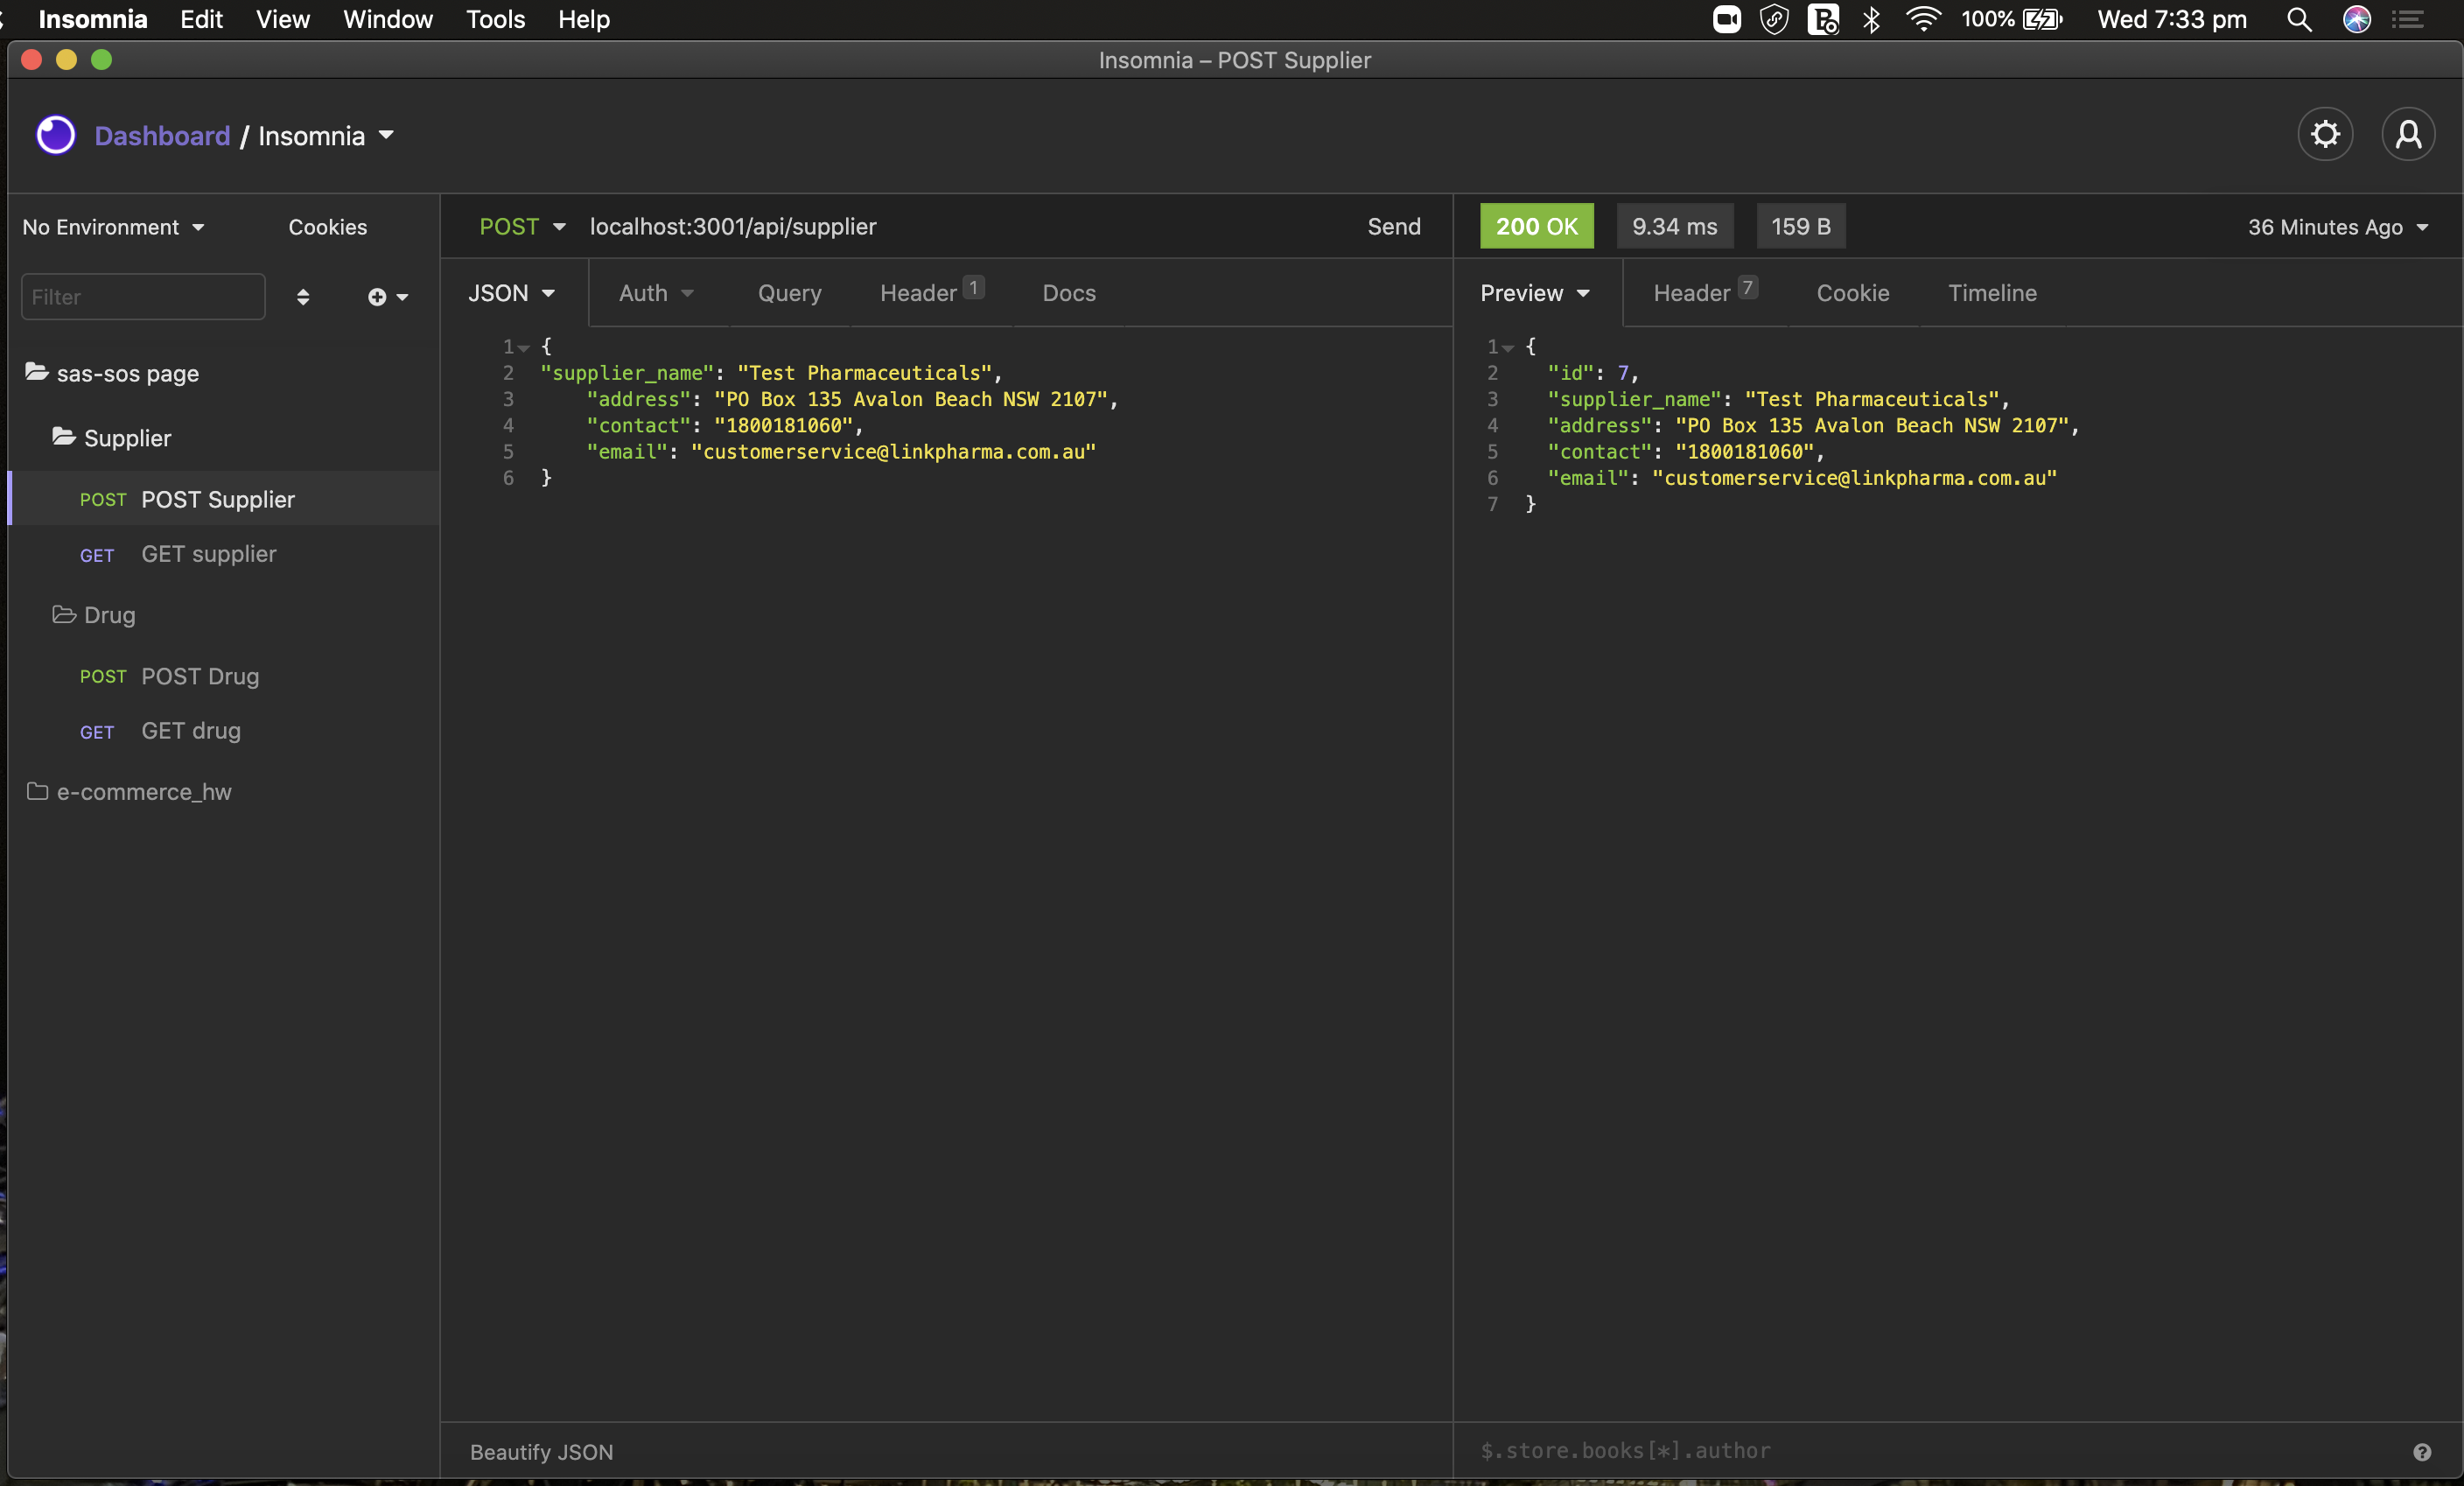 Insomnia Edit View Window Tools Help 100% Wed 7:33 pm
Insomnia – POST Supplier
Dashboard / Insomnia
No Environment Cookies
Filter
sas-sos page
Supplier
POST POST Supplier
GET GET supplier
Drug
POST POST Drug
GET GET drug
e-commerce_hw
POST localhost:3001/api/supplier Send
JSON Auth Query Header 1 Docs
1 {
2 "supplier_name": "Test Pharmaceuticals",
3 "address": "PO Box 135 Avalon Beach NSW 2107",
4 "contact": "1800181060",
5 "email": "customerservice@linkpharma.com.au"
6 }
Beautify JSON
200 OK 9.34 ms 159 B 36 Minutes Ago
Preview Header 7 Cookie Timeline
1 {
2 "id": 7,
3 "supplier_name": "Test Pharmaceuticals",
4 "address": "PO Box 135 Avalon Beach NSW 2107",
5 "contact": "1800181060",
6 "email": "customerservice@linkpharma.com.au"
7 }
$.store.books[*].author